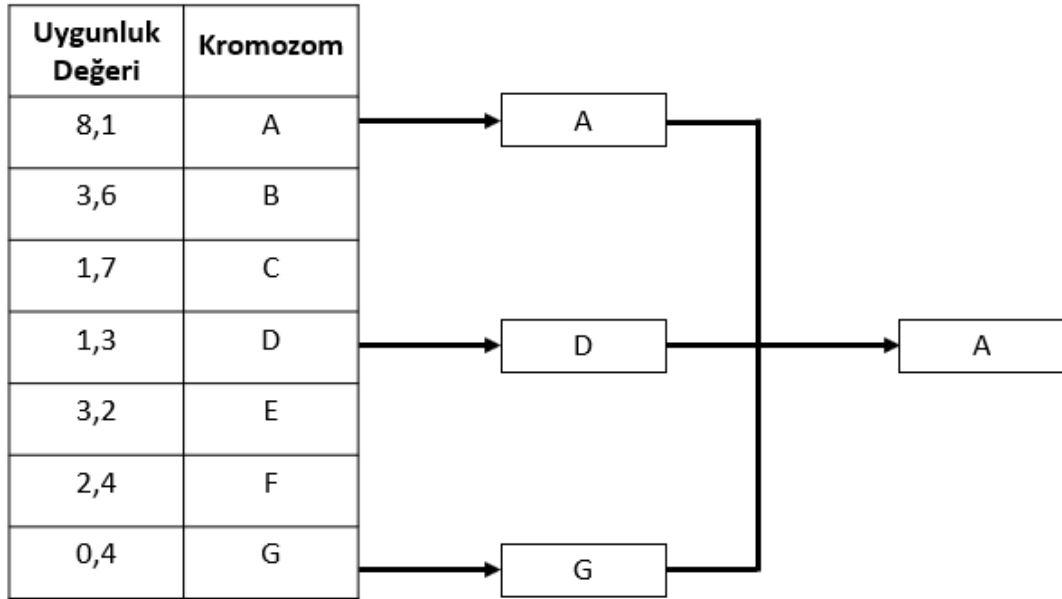 Uygunluk Değeri Kromozom
8,1 A
3,6 B
1,7 C
1,3 D
3,2 E
2,4 F
0,4 G
A
D
G
A